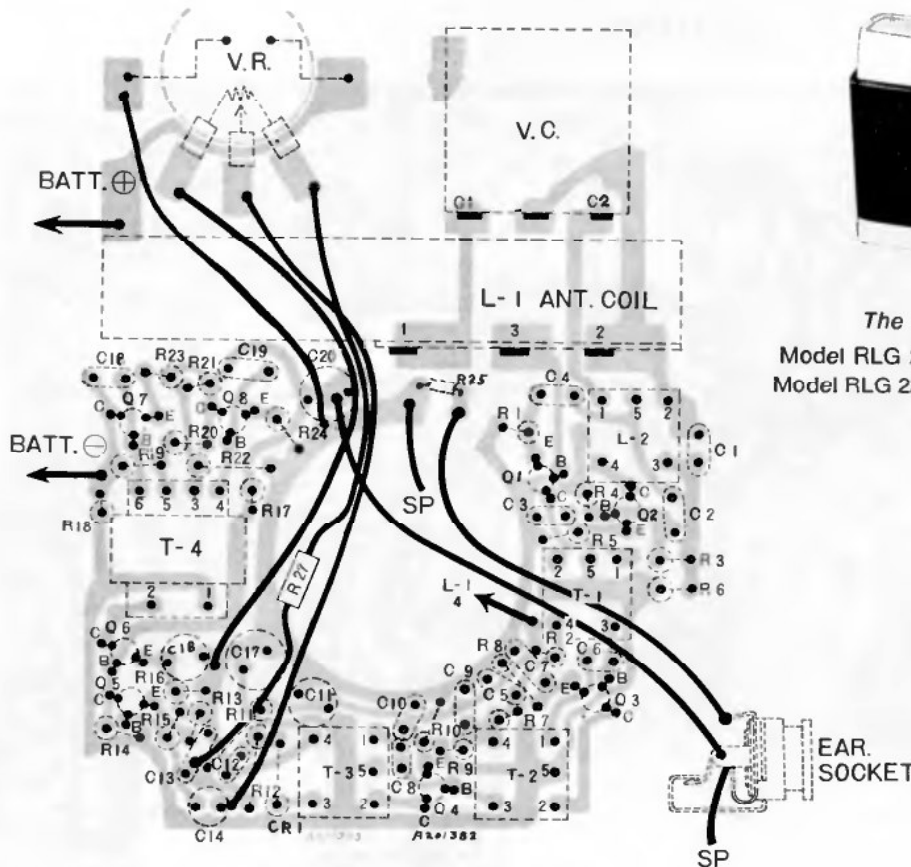 V.R.
V.C.
BATT. ⊕
C1 C2
L-1 ANT. COIL
1 3 2
The
Model RLG
Model RLG 2
C18 R23 R21 C19 C20 R25 C4
C Q7 E C Q8 E R1 E 1 5 2
B R20 B R24 L-2 C1
BATT. ⊖
R19 R22 Q1 B 4 3
SP
6 5 3 4 R17 C R4 C
R18 C3 B Q2 C2
R5 E
T-4 2 5 1 R3
R27 T-1 R6
L-1
4
2 1 4 3
R2
C Q6 C18 C17 R8 C7 C6
B E R16 C9 B
Q5 C R13 C11 C10 C5 E Q3
R15 R11 R7 C
R14 B R10
C12 4 1 E 4 1
C13 T-3 5 R9 T-2 5
C8 B
R12 3 2 Q4 3 2
C14 CR1 C
A201382
EAR.
SOCKET
SP